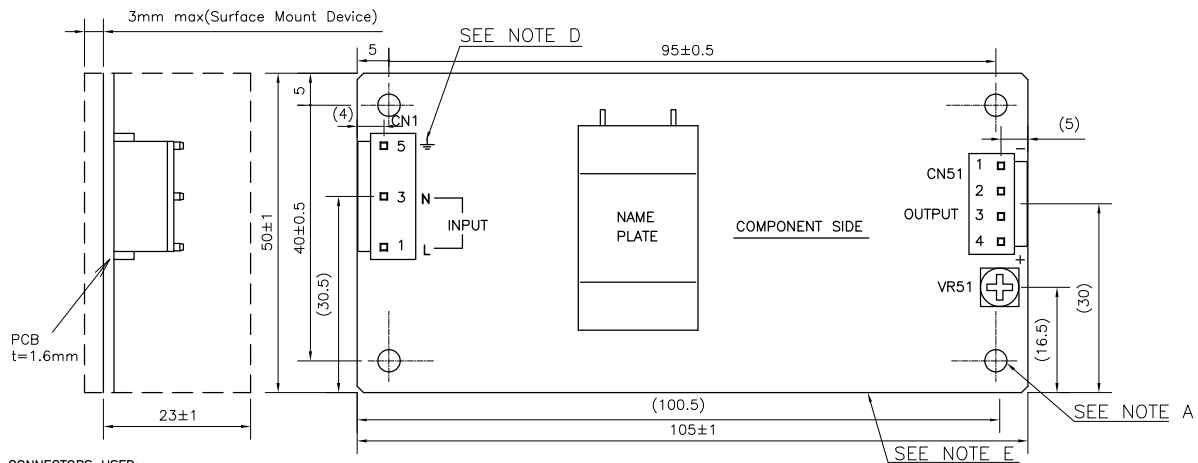 3mm max(Surface Mount Device)
SEE NOTE D
5
95±0.5
5
(4)
CN1
(5)
5
3
N
INPUT
1
L
NAME
PLATE
COMPONENT SIDE
CN51
OUTPUT
1
2
3
4
−
+
VR51
50±1
40±0.5
(30.5)
(16.5)
(30)
PCB
t=1.6mm
23±1
(100.5)
105±1
SEE NOTE A
SEE NOTE E